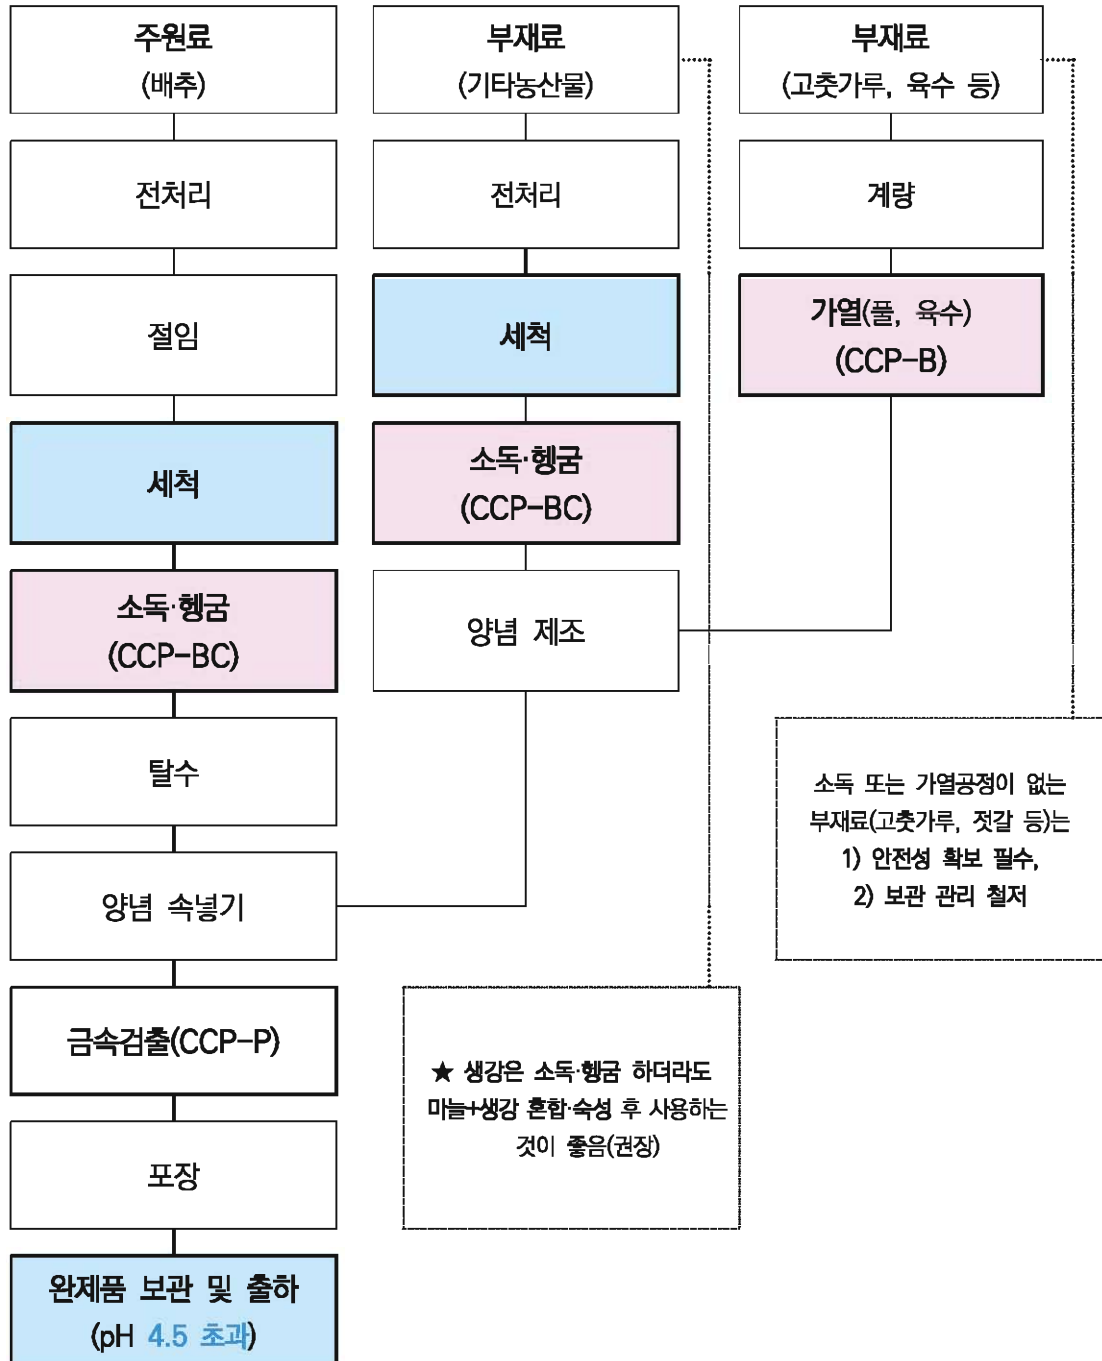 주원료
(배추)
전처리
절임
세척
소독·헹굼
(CCP-BC)
탈수
양념 속넣기
금속검출(CCP-P)
포장
완제품 보관 및 출하
(pH 4.5 초과)
부재료
(기타농산물)
전처리
세척
소독·헹굼
(CCP-BC)
양념 제조
부재료
(고춧가루, 육수 등)
계량
가열(풀, 육수)
(CCP-B)
소독 또는 가열공정이 없는
부재료(고춧가루, 젓갈 등)는
1) 안전성 확보 필수,
2) 보관 관리 철저
★ 생강은 소독·헹굼 하더라도
마늘+생강 혼합·숙성 후 사용하는
것이 좋음(권장)